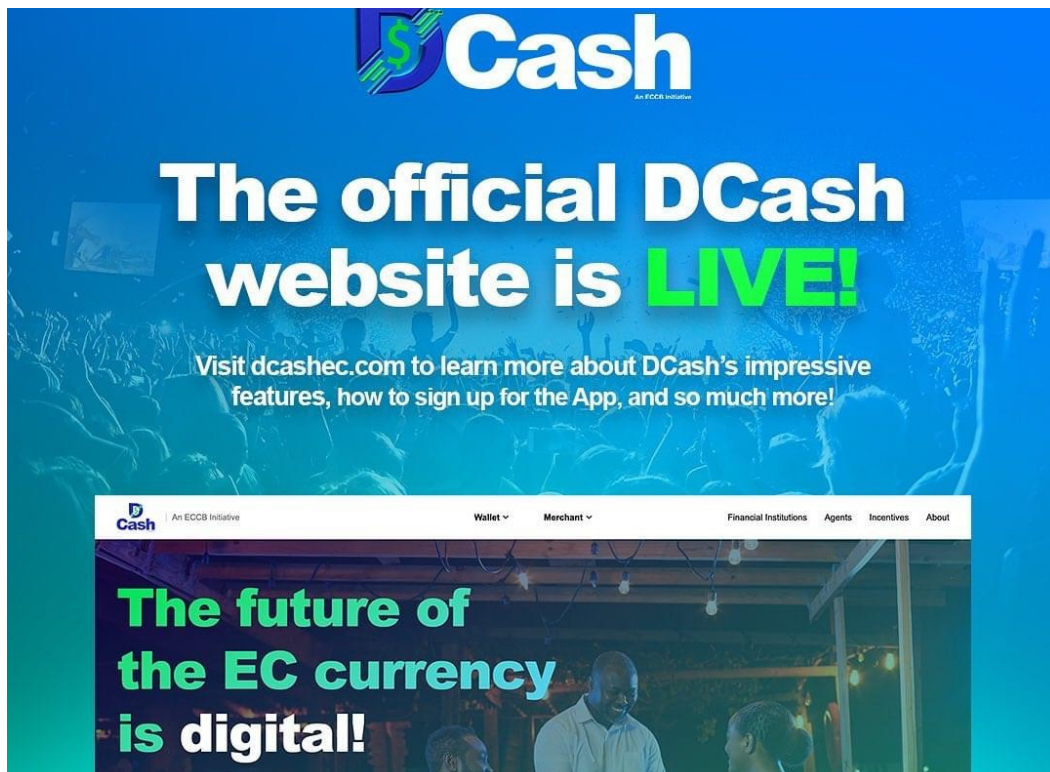 DCash
An ECCB Initiative
The official DCash
website is LIVE!
Visit dcashec.com to learn more about DCash's impressive
features, how to sign up for the App, and so much more!
DCash An ECCB Initiative Wallet Merchant Financial Institutions Agents Incentives About
The future of
the EC currency
is digital!